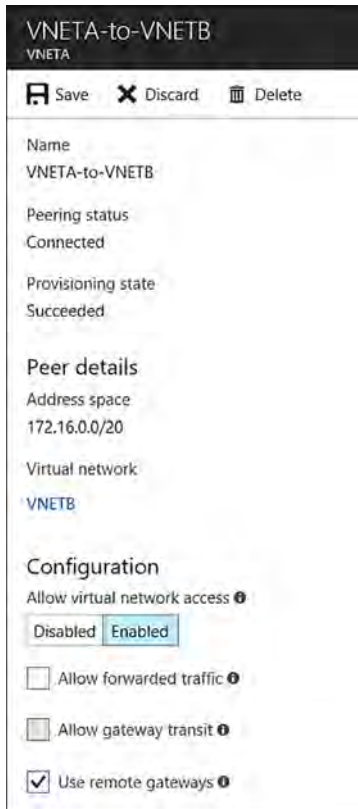 VNETA-to-VNETB
VNETA
Save Discard Delete
Name
VNETA-to-VNETB
Peering status
Connected
Provisioning state
Succeeded
Peer details
Address space
172.16.0.0/20
Virtual network
VNETB
Configuration
Allow virtual network access
Disabled Enabled
Allow forwarded traffic
Allow gateway transit
Use remote gateways